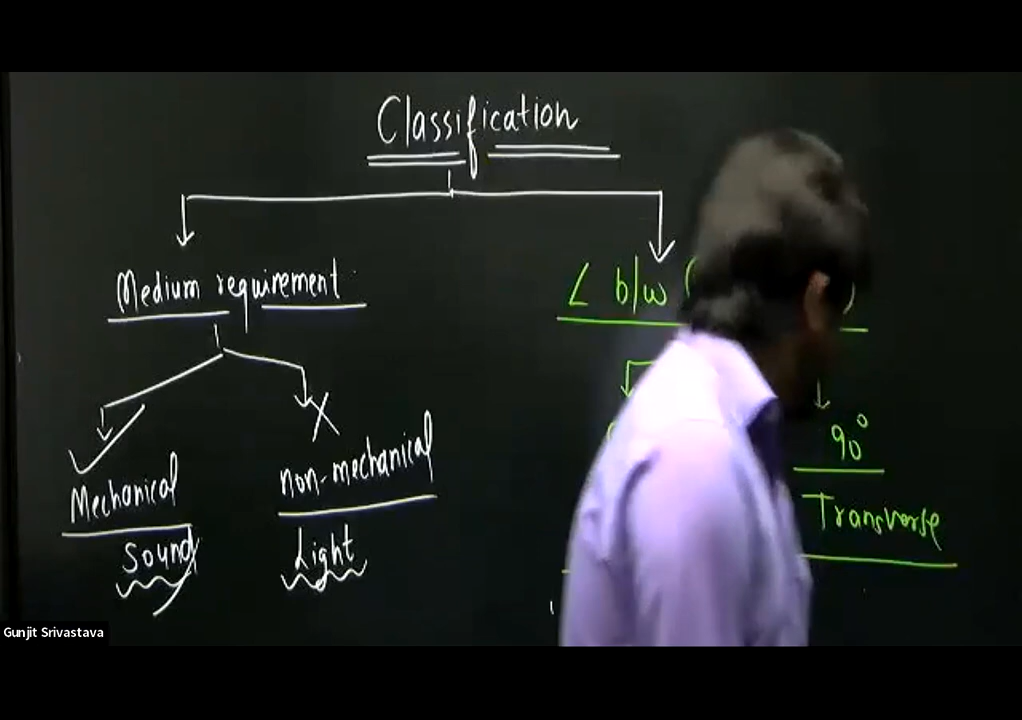 Classification
Medium requirement
∠ b/w (
)
90°
Mechanical
non-mechanical
Transverse
Sound
Light
Gunjit Srivastava